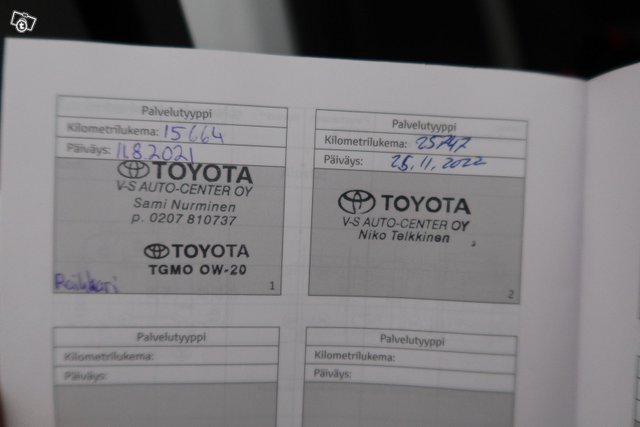 Palvelutyyppi
Kilometrilukema: 15664
Päiväys: 11.8.2021
TOYOTA
V-S AUTO-CENTER OY
Sami Nurminen
p. 0207 810737
TOYOTA
TGMO OW-20
1
Palvelutyyppi
Kilometrilukema: 25747
Päiväys: 25.11.2022
TOYOTA
V-S AUTO-CENTER OY
Niko Telkkinen
2
Palvelutyyppi
Kilometrilukema:
Päiväys:
Palvelutyyppi
Kilometrilukema:
Päiväys: